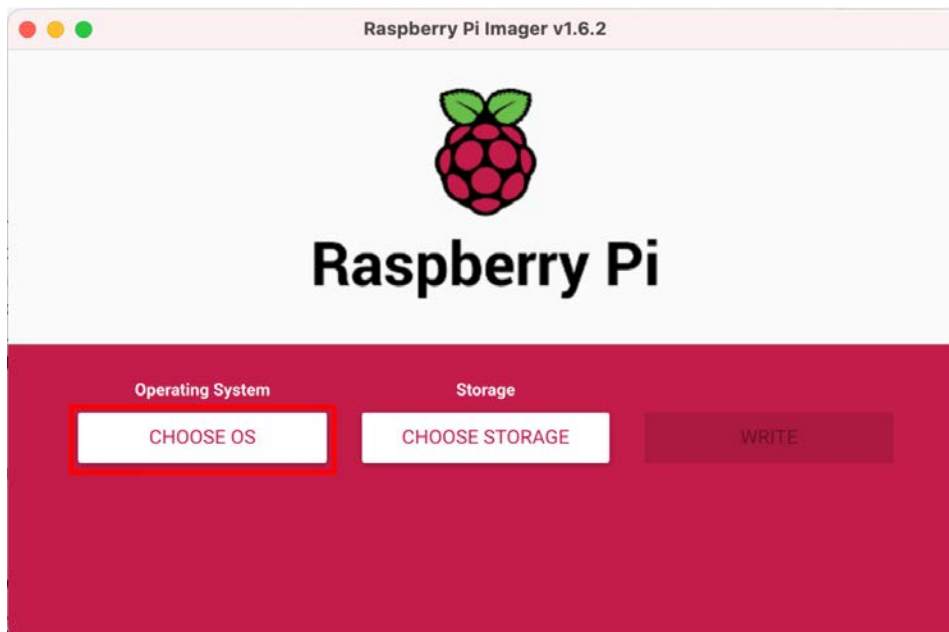 Raspberry Pi Imager v1.6.2
Raspberry Pi
Operating System
Storage
CHOOSE OS
CHOOSE STORAGE
WRITE